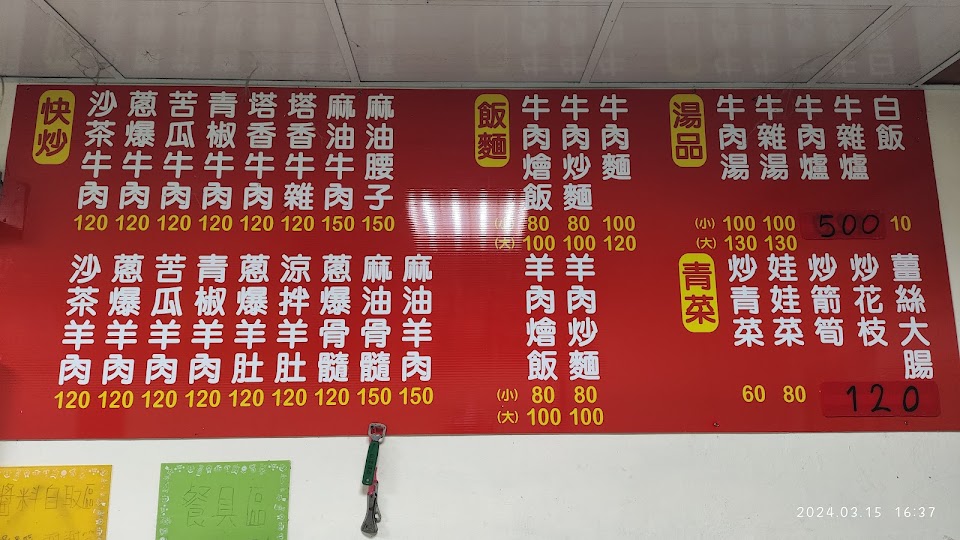 快炒
沙茶牛肉 120
蔥爆牛肉 120
苦瓜牛肉 120
青椒牛肉 120
塔香牛肉 120
塔香牛雜 120
麻油牛肉 150
麻油腰子 150
沙茶羊肉 120
蔥爆羊肉 120
苦瓜羊肉 120
青椒羊肉 120
蔥爆羊肚 120
涼拌羊肚 120
蔥爆骨髓 120
麻油骨髓 150
麻油羊肉 150
飯麵
牛肉燴飯
牛肉炒麵
牛肉麵
(小) 80 80 100
(大) 100 100 120
羊肉燴飯
羊肉炒麵
(小) 80 80
(大) 100 100
湯品
牛肉湯
牛雜湯
牛肉爐
牛雜爐
白飯
(小) 100 100 500 10
(大) 130 130
青菜
炒青菜
娃娃菜
炒箭筍
炒花枝
薑絲大腸
60 80 120
醬料自取區
餐具區
2024.03.15 16:37